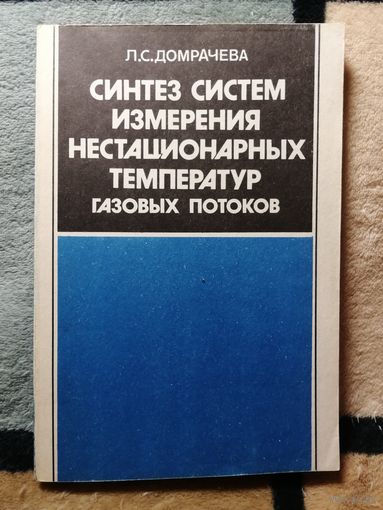 Л.С.ДОМРАЧЕВА
СИНТЕЗ СИСТЕМ
ИЗМЕРЕНИЯ
НЕСТАЦИОНАРНЫХ
ТЕМПЕРАТУР
ГАЗОВЫХ ПОТОКОВ